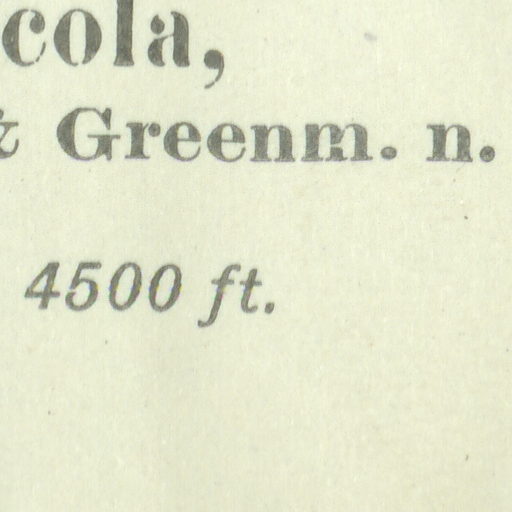 cola,
& Greenm. n.
4500 ft.